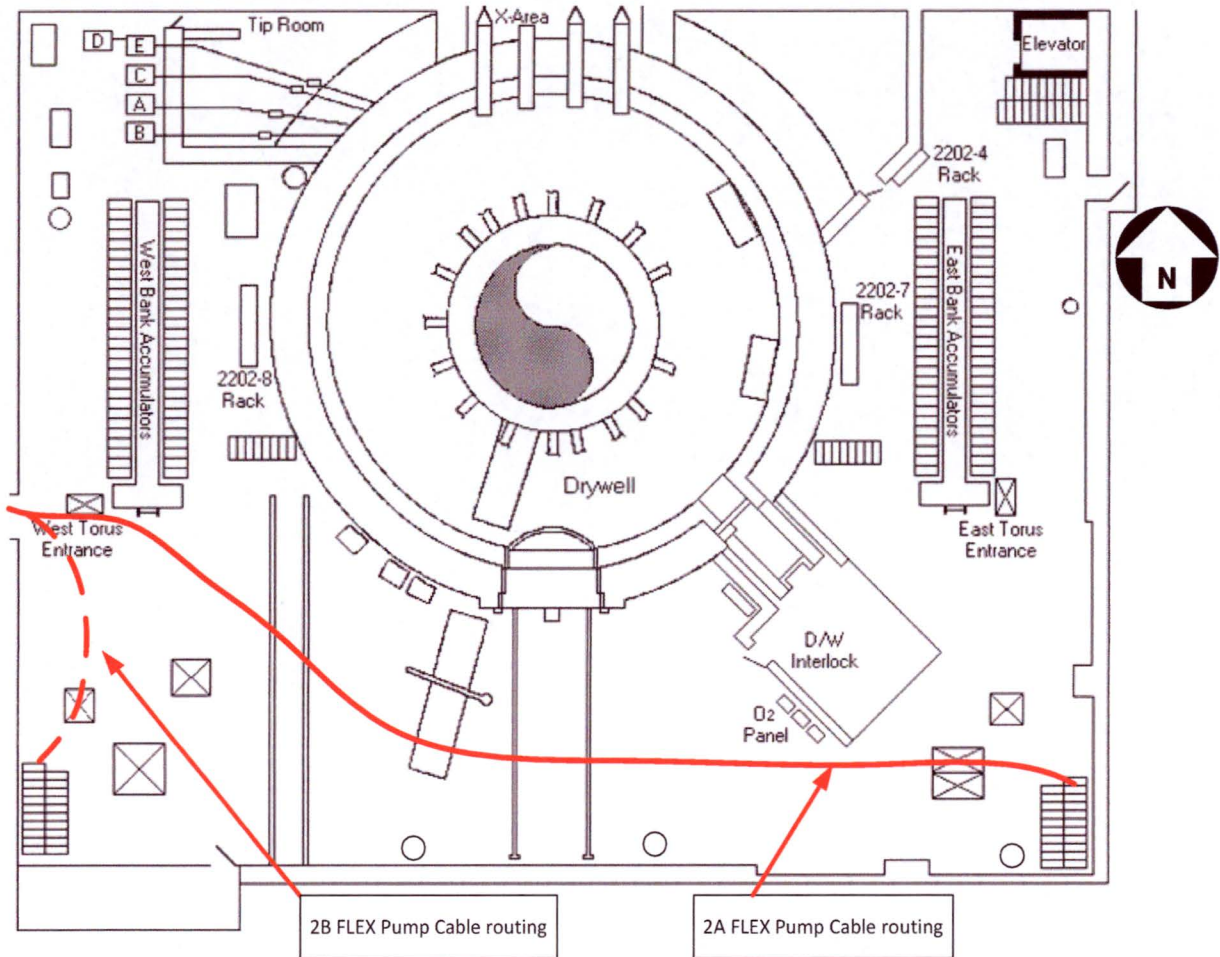 X-Area
Tip Room
D
E
C
A
B
Elevator
2202-4
Rack
N
West Bank Accumulators
East Bank Accumulators
2202-7
Rack
2202-8
Rack
Drywell
West Torus
Entrance
East Torus
Entrance
D/W
Interlock
O2
Panel
2B FLEX Pump Cable routing
2A FLEX Pump Cable routing